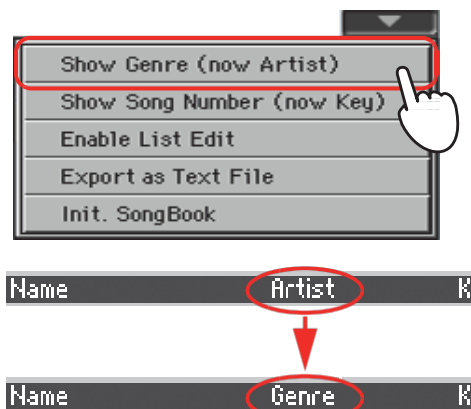 Show Genre (now Artist)
Show Song Number (now Key)
Enable List Edit
Export as Text File
Init. SongBook
Name Artist K
Name Genre K